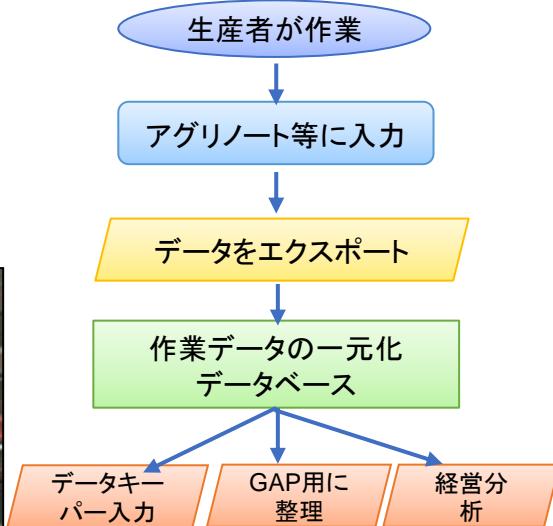 生産者が作業
アグリノート等に入力
データをエクスポート
作業データの一元化
データベース
データキー
パー入力
GAP用に
整理
経営分
析